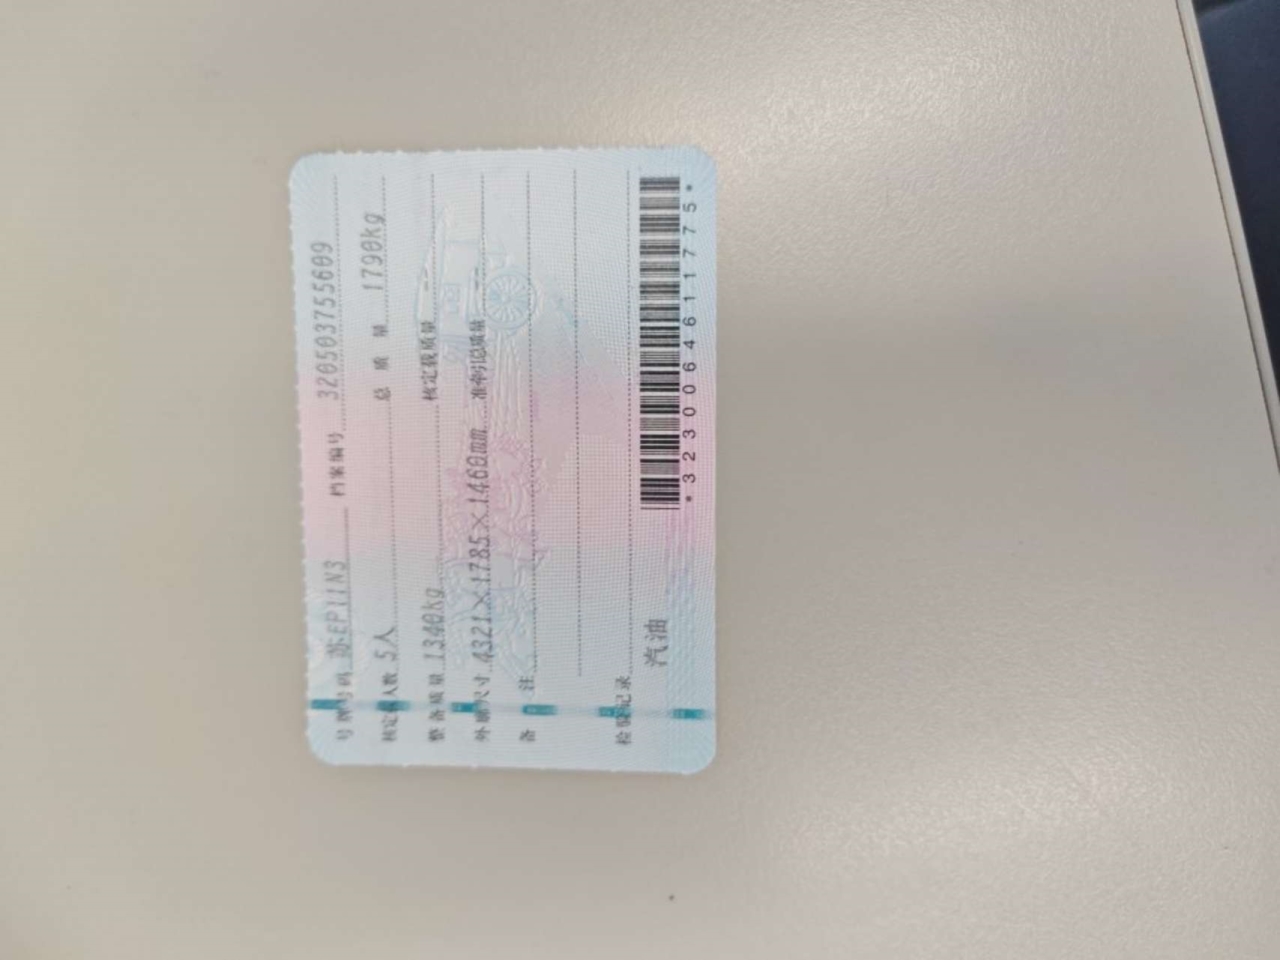 号牌号码 苏EP11N3 档案编号 320503755609
核定载人数 5人 总质量 1790kg
整备质量 1340kg 核定载质量
外廓尺寸 4321×1785×1460mm 准牵引总质量
备注
检验记录
汽油
*3230064611775*